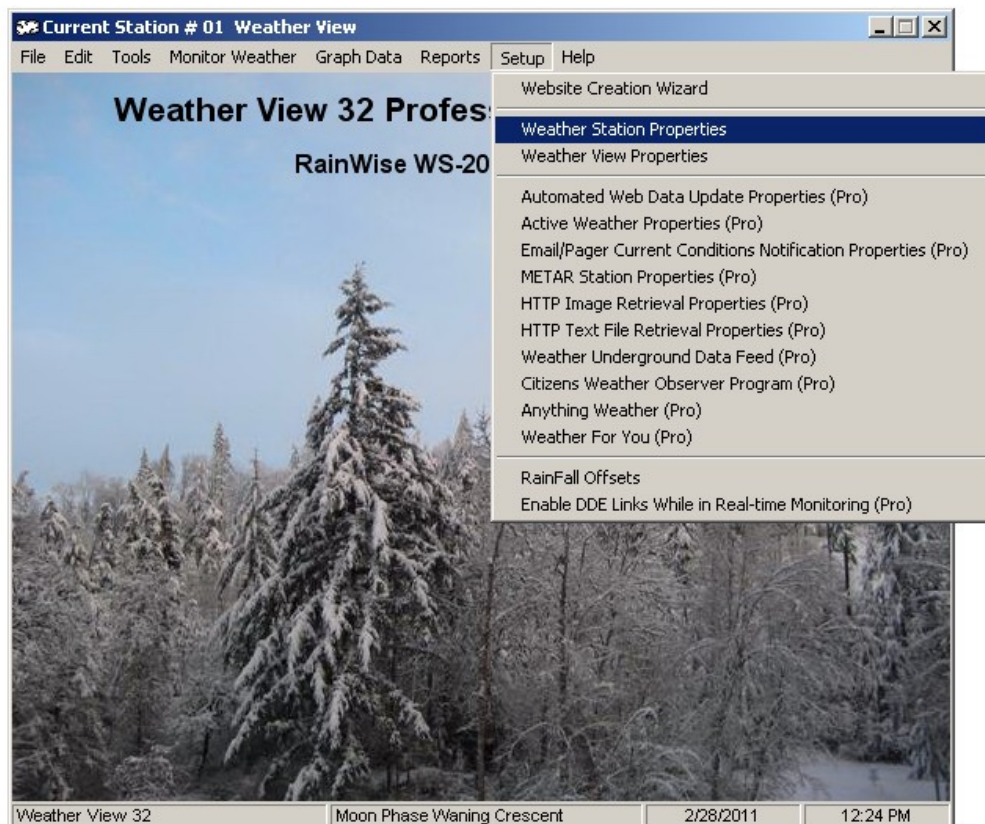 Current Station # 01 Weather View
File Edit Tools Monitor Weather Graph Data Reports Setup Help
Weather View 32 Profes
RainWise WS-20
Website Creation Wizard
Weather Station Properties
Weather View Properties
Automated Web Data Update Properties (Pro)
Active Weather Properties (Pro)
Email/Pager Current Conditions Notification Properties (Pro)
METAR Station Properties (Pro)
HTTP Image Retrieval Properties (Pro)
HTTP Text File Retrieval Properties (Pro)
Weather Underground Data Feed (Pro)
Citizens Weather Observer Program (Pro)
Anything Weather (Pro)
Weather For You (Pro)
RainFall Offsets
Enable DDE Links While in Real-time Monitoring (Pro)
Weather View 32 Moon Phase Waning Crescent 2/28/2011 12:24 PM